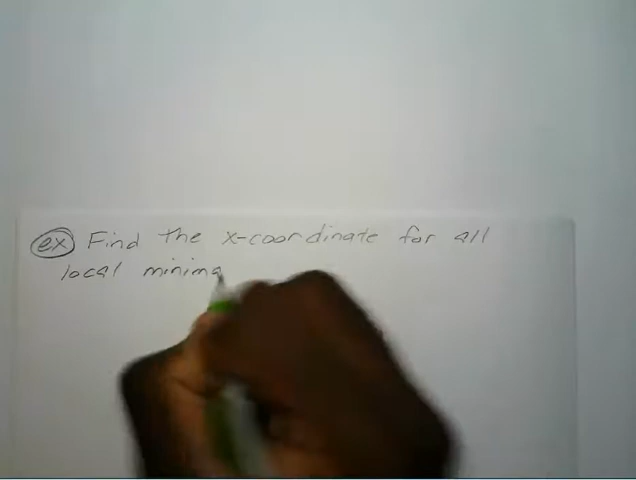 ex Find the x-coordinate for all
local minima